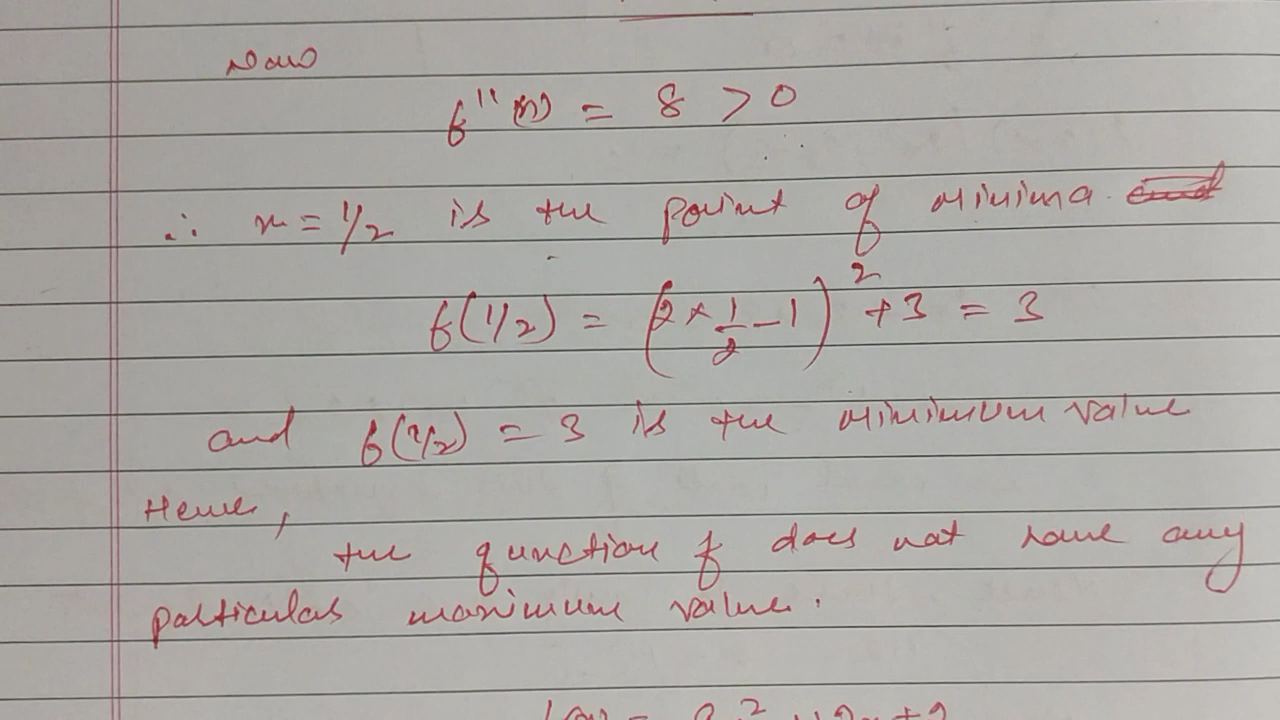 Now
f''(x) = 8 > 0
∴ x = 1/2 is the point of minima.
f(1/2) = (2 × 1/2 - 1)² + 3 = 3
and f(1/2) = 3 is the minimum value
Hence,
the function f does not have any
particular maximum value.